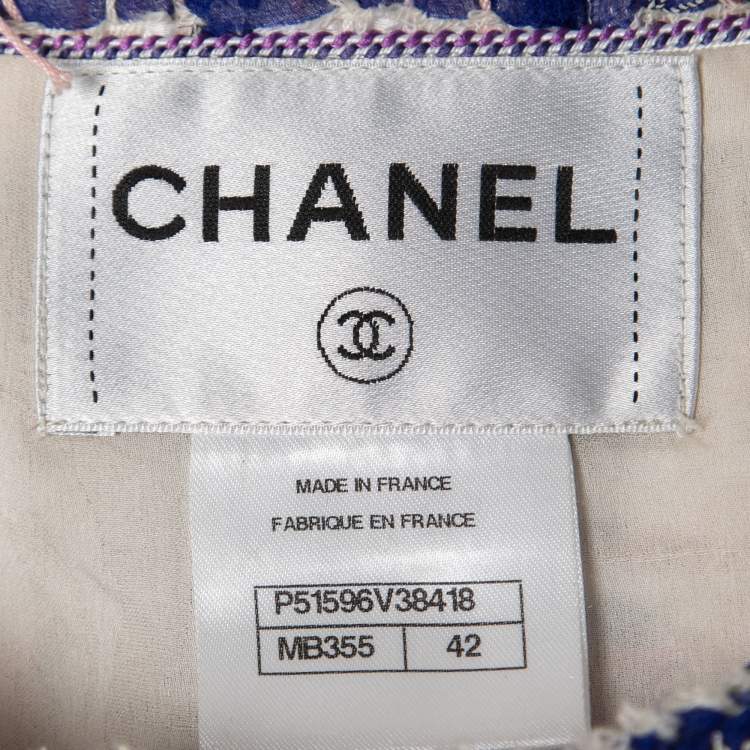 CHANEL
MADE IN FRANCE
FABRIQUE EN FRANCE
P51596V38418
MB355 42